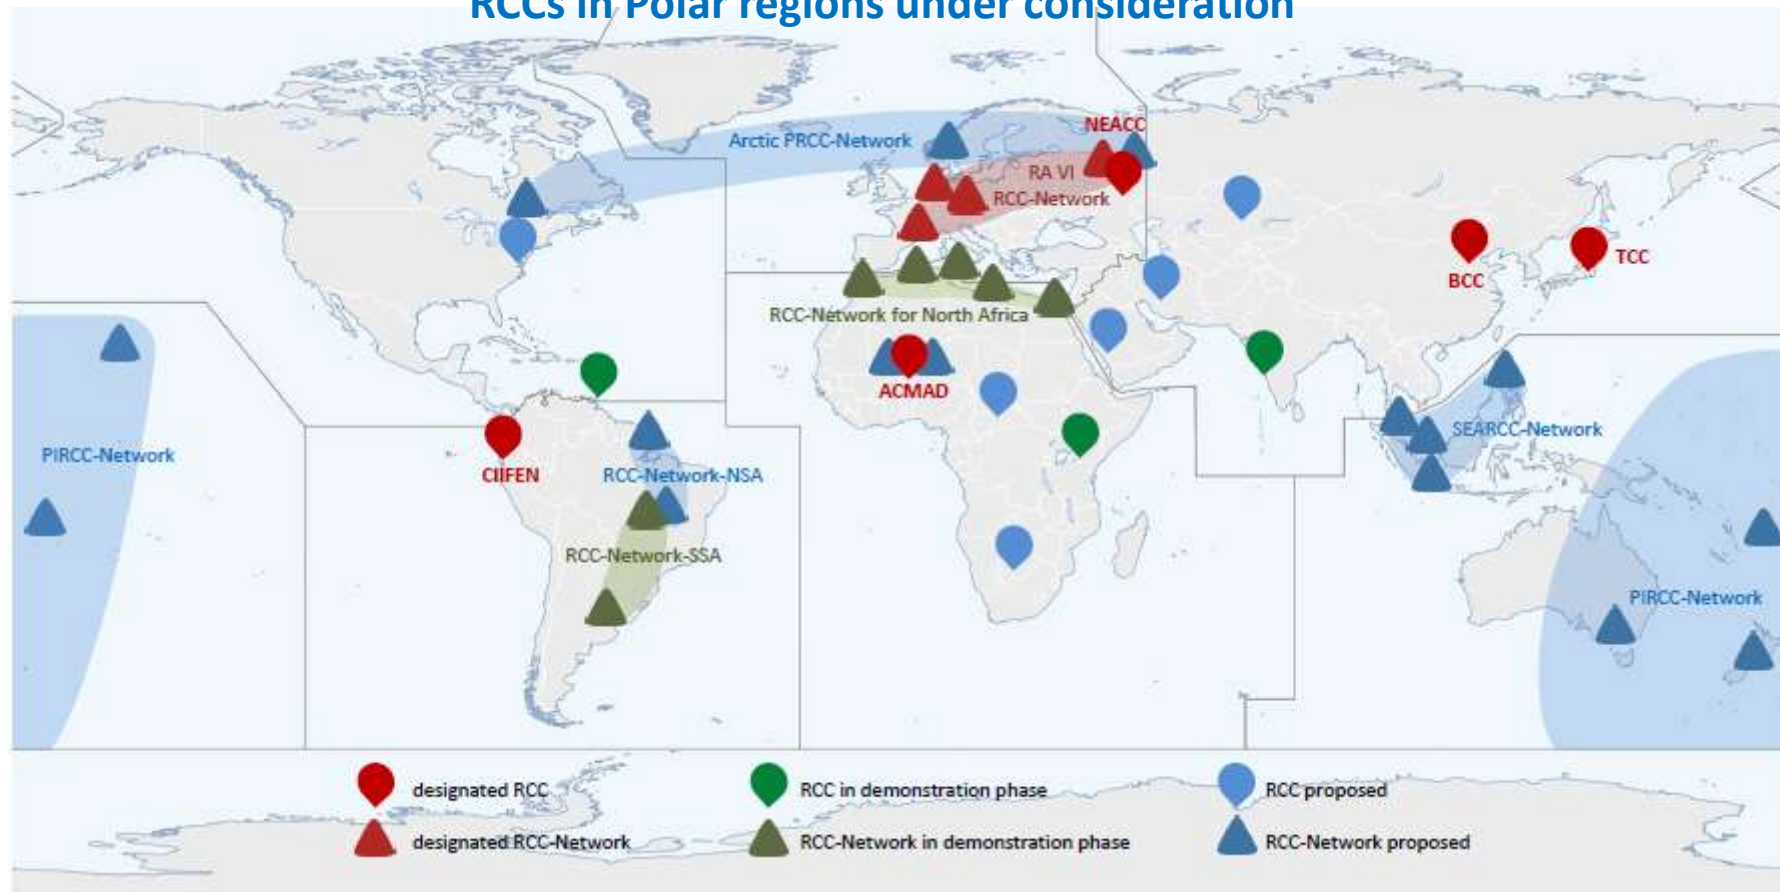 RCCs in Polar regions under consideration
NEACC
Arctic PRCC-Network
RA VI
RCC-Network
TCC
BCC
RCC-Network for North Africa
ACMAD
SEARCC-Network
PIRCC-Network
CIIFEN
RCC-Network-NSA
RCC-Network-SSA
PIRCC-Network
designated RCC
RCC in demonstration phase
RCC proposed
designated RCC-Network
RCC-Network in demonstration phase
RCC-Network proposed